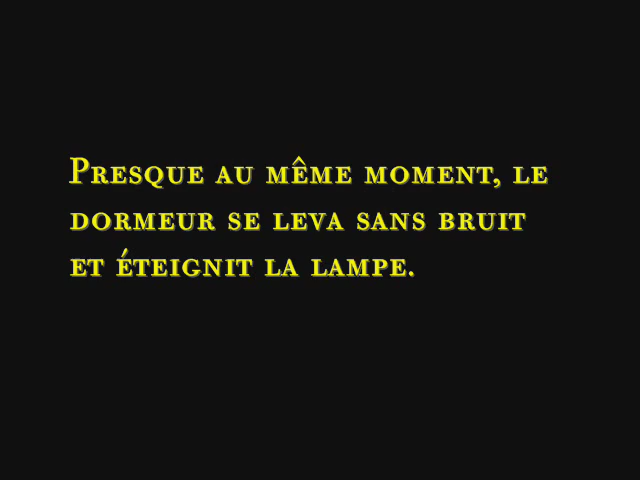 Presque au même moment, le
dormeur se leva sans bruit
et éteignit la lampe.